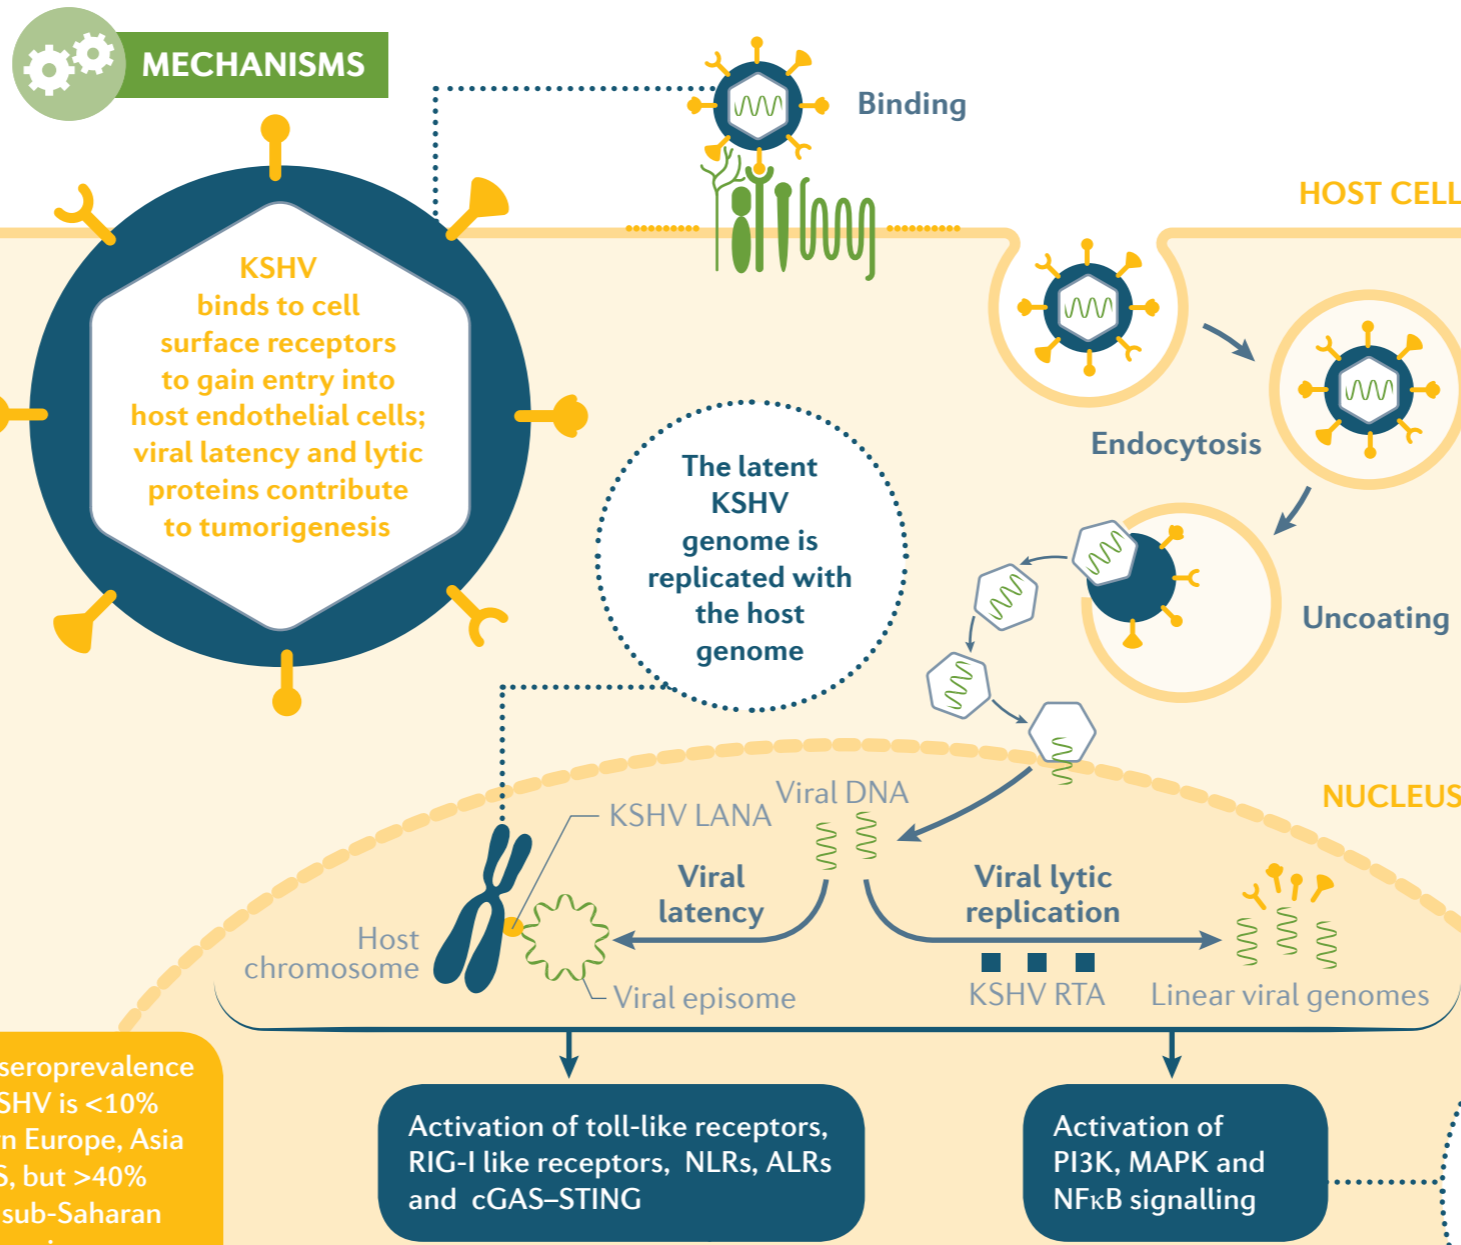 MECHANISMS
Binding
HOST CELL
KSHV
binds to cell
surface receptors
to gain entry into
host endothelial cells;
viral latency and lytic
proteins contribute
to tumorigenesis
The latent
KSHV
genome is
replicated with
the host
genome
Endocytosis
Uncoating
NUCLEUS
Viral DNA
KSHV LANA
Viral
latency
Viral lytic
replication
Host
chromosome
Viral episome
KSHV RTA
Linear viral genomes
seroprevalence
SHV is <10%
rn Europe, Asia
S, but >40%
sub-Saharan
Activation of toll-like receptors,
RIG-I like receptors, NLRs, ALRs
and cGAS–STING
Activation of
PI3K, MAPK and
NFκB signalling